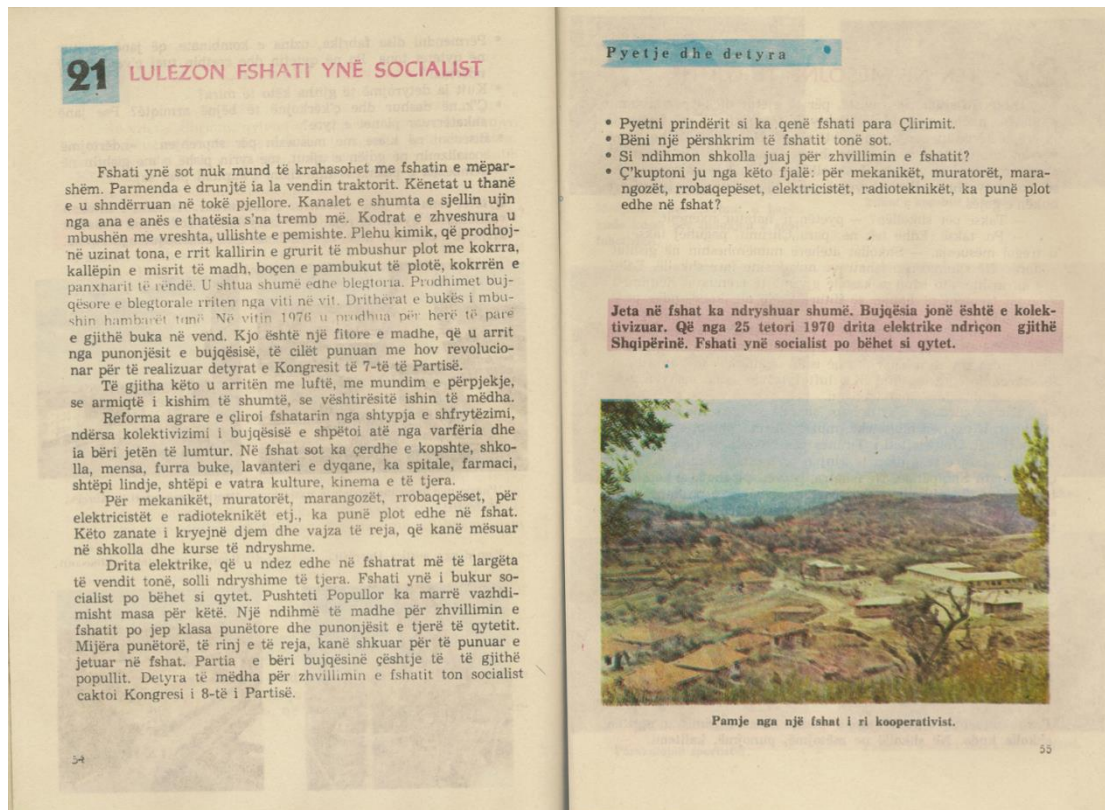 21 LULËZON FSHATI YNË SOCIALIST
Fshati ynë sot nuk mund të krahasohet me fshatin e mëpar-
shëm. Parmenda e drunjtë ia la vendin traktorit. Kënetat u thanë
e u shndërruan në tokë pjellore. Kanalet e shumta e sjellin ujin
nga ana e anës e thatësia s'na tremb më. Kodrat e zhveshura u
mbushën me vreshta, ullishte e pemishte. Plehu kimik, që prodhoj-
në uzinat tona, e rrit kallirin e grurit të mbushur plot me kokrra,
kallëpin e misrit të madh, boçen e pambukut të plotë, kokrrën e
panxharit të rëndë. U shtua shumë edhe blegtoria. Prodhimet buj-
qësore e blegtorale rriten nga viti në vit. Drithërat e bukës i mbu-
shin hambarët tanë. Në vitin 1976 u prodhua për herë të parë
e gjithë buka në vend. Kjo është një fitore e madhe, që u arrit
nga punonjësit e bujqësisë, të cilët punuan me hov revolucio-
nar për të realizuar detyrat e Kongresit të 7-të të Partisë.
Të gjitha këto u arritën me luftë, me mundim e përpjekje,
se armiqtë i kishim të shumtë, se vështirësitë ishin të mëdha.
Reforma agrare e çliroi fshatarin nga shtypja e shfrytëzimi,
ndërsa kolektivizimi i bujqësisë e shpëtoi atë nga varfëria dhe
ia bëri jetën të lumtur. Në fshat sot ka çerdhe e kopshte, shko-
lla, mensa, furra buke, lavanteri e dyqane, ka spitale, farmaci,
shtëpi lindje, shtëpi e vatra kulture, kinema e të tjera.
Për mekanikët, muratorët, marangozët, rrobaqepëset, për
elektricistët e radioteknikët etj., ka punë plot edhe në fshat.
Këto zanate i kryejnë djem dhe vajza të reja, që kanë mësuar
në shkolla dhe kurse të ndryshme.
Drita elektrike, që u ndez edhe në fshatrat më të largëta
të vendit tonë, solli ndryshime të tjera. Fshati ynë i bukur so-
cialist po bëhet si qytet. Pushteti Popullor ka marrë vazhdi-
misht masa për këtë. Një ndihmë të madhe për zhvillimin e
fshatit po jep klasa punëtore dhe punonjësit e tjerë të qytetit.
Mijëra punëtorë, të rinj e të reja, kanë shkuar për të punuar e
jetuar në fshat. Partia e bëri bujqësinë çështje të të gjithë
popullit. Detyra të mëdha për zhvillimin e fshatit ton socialist
caktoi Kongresi i 8-të i Partisë.
54
Pyetje dhe detyra
• Pyetni prindërit si ka qenë fshati para Çlirimit.
• Bëni një përshkrim të fshatit tonë sot.
• Si ndihmon shkolla juaj për zhvillimin e fshatit?
• Ç'kuptoni ju nga këto fjalë: për mekanikët, muratorët, mara-
ngozët, rrobaqepëset, elektricistët, radioteknikët, ka punë plot
edhe në fshat?
Jeta në fshat ka ndryshuar shumë. Bujqësia jonë është e kolek-
tivizuar. Që nga 25 tetori 1970 drita elektrike ndriçon gjithë
Shqipërinë. Fshati ynë socialist po bëhet si qytet.
Pamje nga një fshat i ri kooperativist.
55